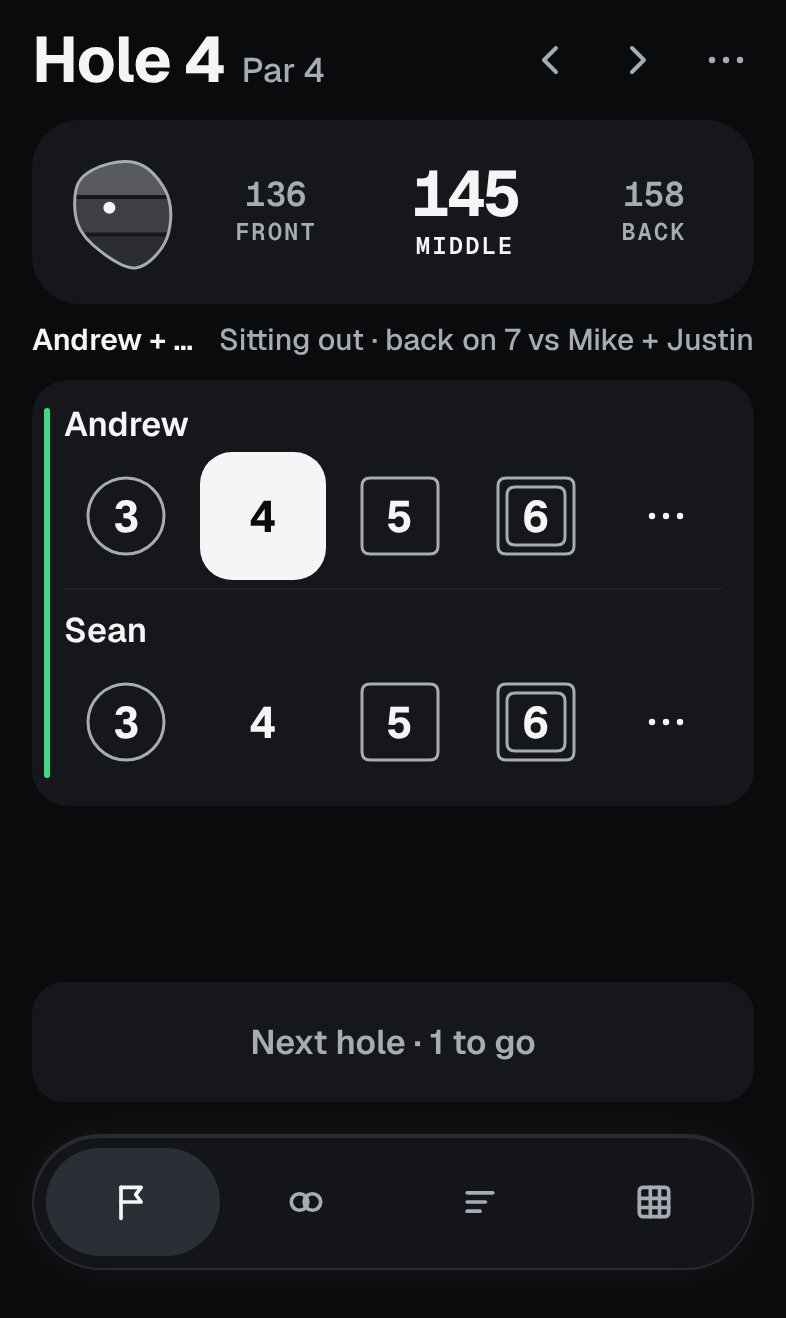 Hole 4 Par 4
136 145 158
FRONT MIDDLE BACK
Andrew + ... Sitting out · back on 7 vs Mike + Justin
Andrew
3 4 5 6 ...
Sean
3 4 5 6 ...
Next hole · 1 to go